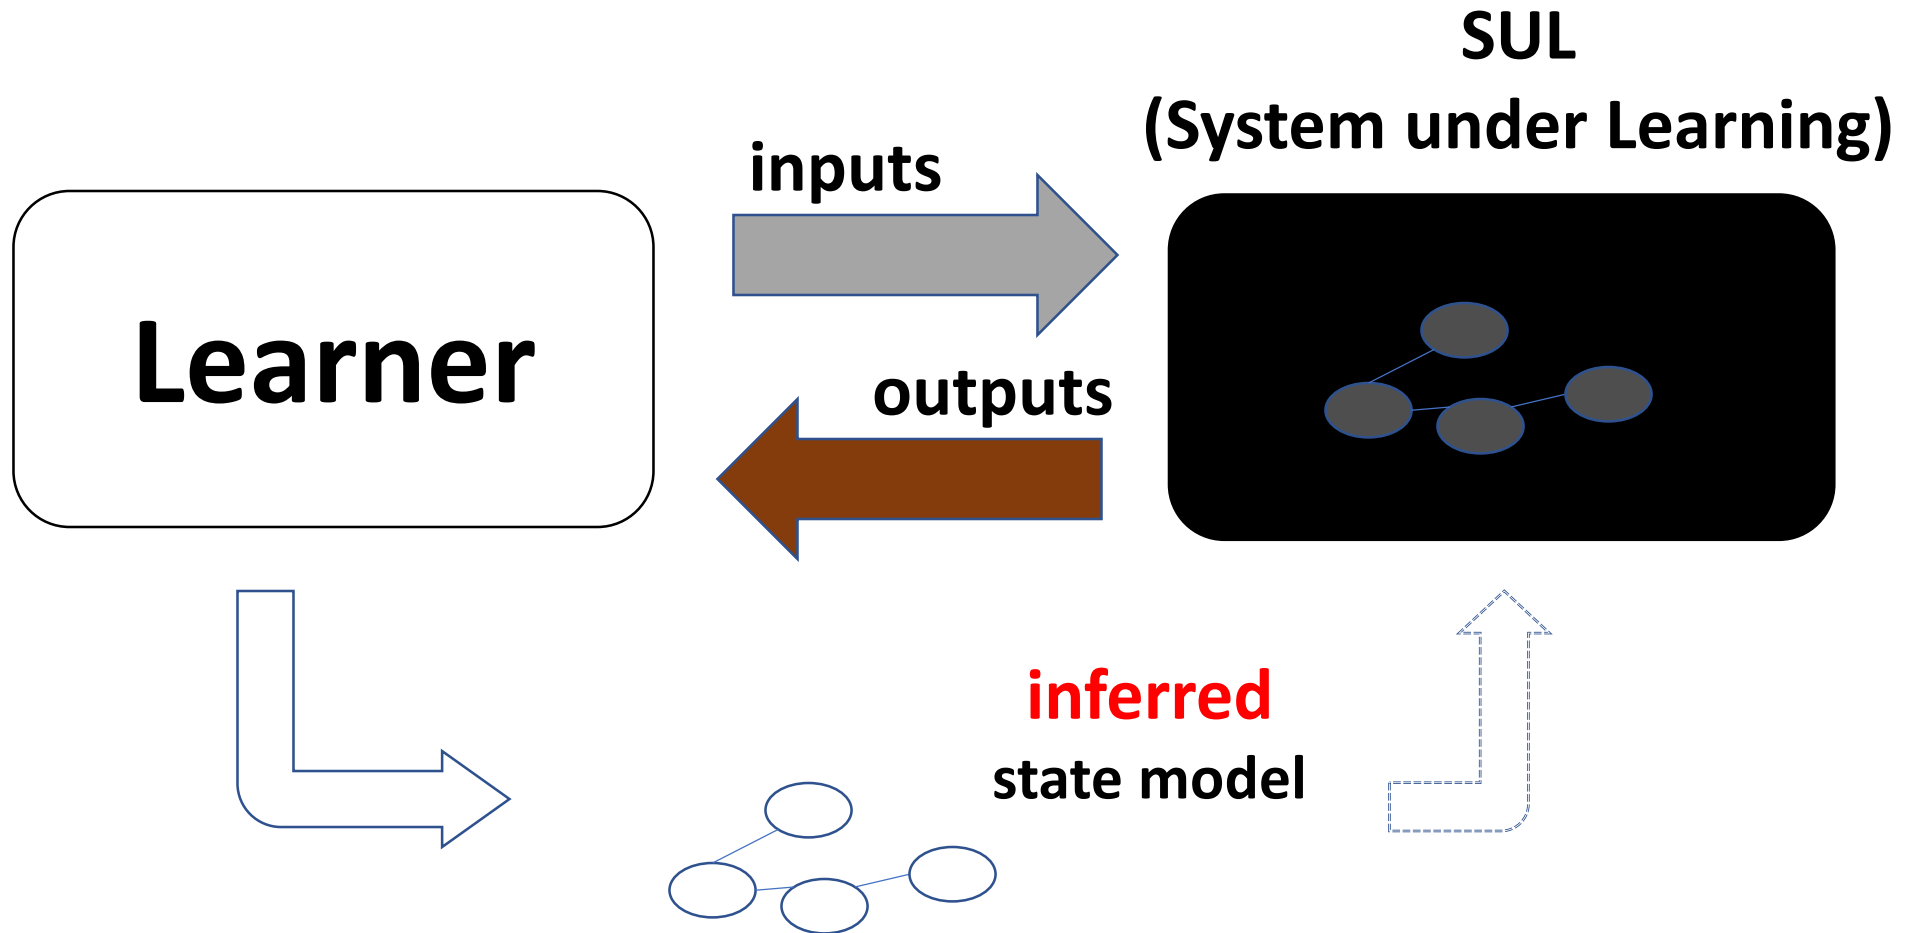 SUL
(System under Learning)
inputs
Learner
outputs
inferred
state model